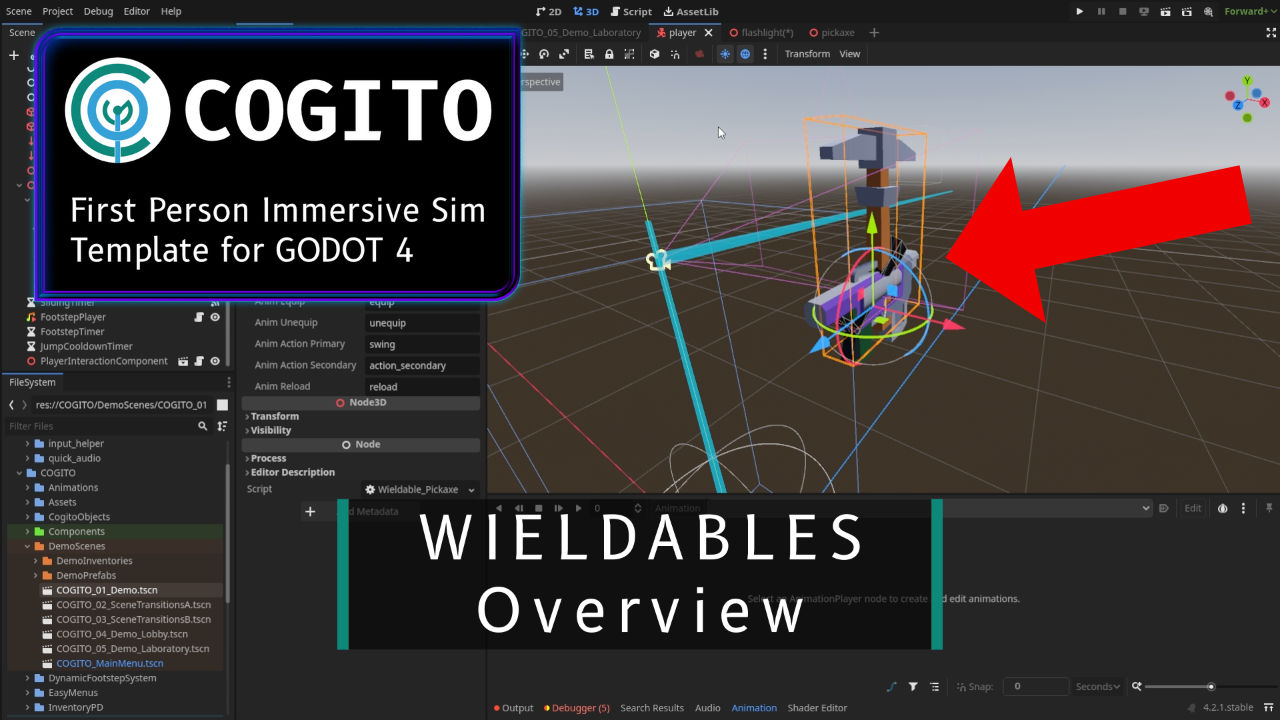 Scene Project Debug Editor Help
2D 3D Script AssetLib
Forward+
Scene
OGITO_05_Demo_Laboratory player flashlight(*) pickaxe
Transform View
rspective
COGITO
First Person Immersive Sim
Template for GODOT 4
Y
X
Z
SlidingTimer
FootstepPlayer
FootstepTimer
JumpCooldownTimer
PlayerInteractionComponent
Anim Equip equip
Anim Unequip unequip
Anim Action Primary swing
Anim Action Secondary action_secondary
Anim Reload reload
Node3D
Transform
Visibility
Node
Process
Editor Description
Script Wieldable_Pickaxe
d Metadata
FileSystem
res://COGITO/DemoScenes/COGITO_01
Filter Files
input_helper
quick_audio
COGITO
Animations
Assets
CogitoObjects
Components
DemoScenes
DemoInventories
DemoPrefabs
COGITO_01_Demo.tscn
COGITO_02_SceneTransitionsA.tscn
COGITO_03_SceneTransitionsB.tscn
COGITO_04_Demo_Lobby.tscn
COGITO_05_Demo_Laboratory.tscn
COGITO_MainMenu.tscn
DynamicFootstepSystem
EasyMenus
InventoryPD
0 Animation Edit
WIELDABLES
Overview
Select an AnimationPlayer node to create and edit animations.
Snap: 0 Seconds
Output Debugger (5) Search Results Audio Animation Shader Editor
4.2.1.stable